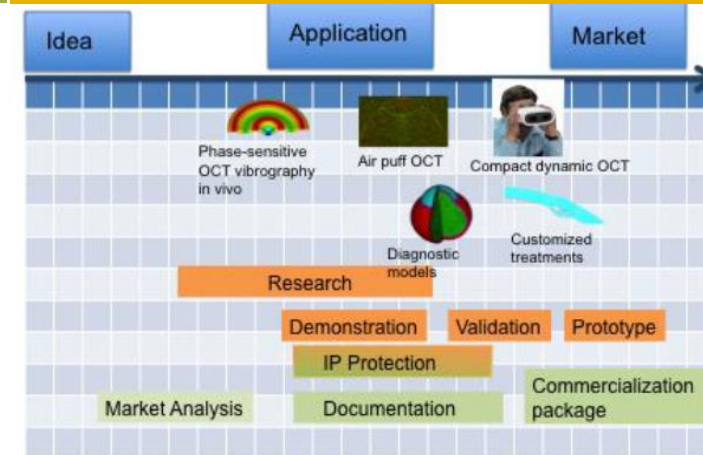 Idea
Application
Market
Phase-sensitive
OCT vibrography
in vivo
Air puff OCT
Compact dynamic OCT
Diagnostic
models
Customized
treatments
Research
Demonstration
Validation
Prototype
IP Protection
Market Analysis
Documentation
Commercialization
package